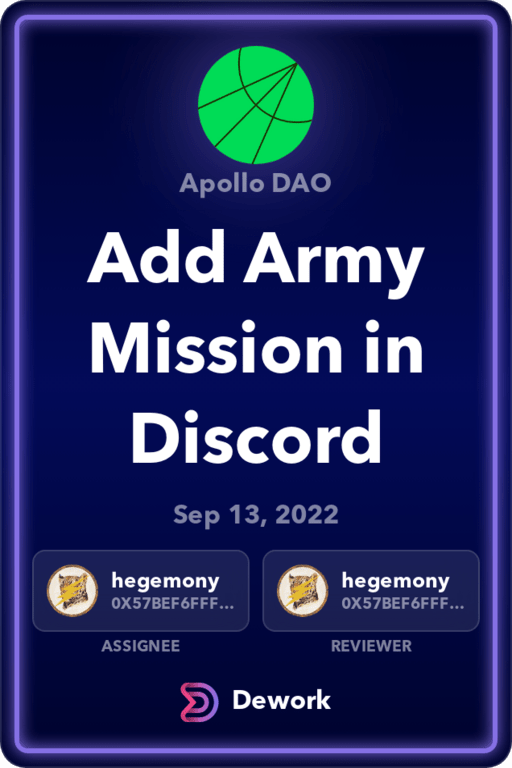 Apollo DAO
Add Army
Mission in
Discord
Sep 13, 2022
hegemony
0X57BEF6FFF...
ASSIGNEE
hegemony
0X57BEF6FFF...
REVIEWER
Dework